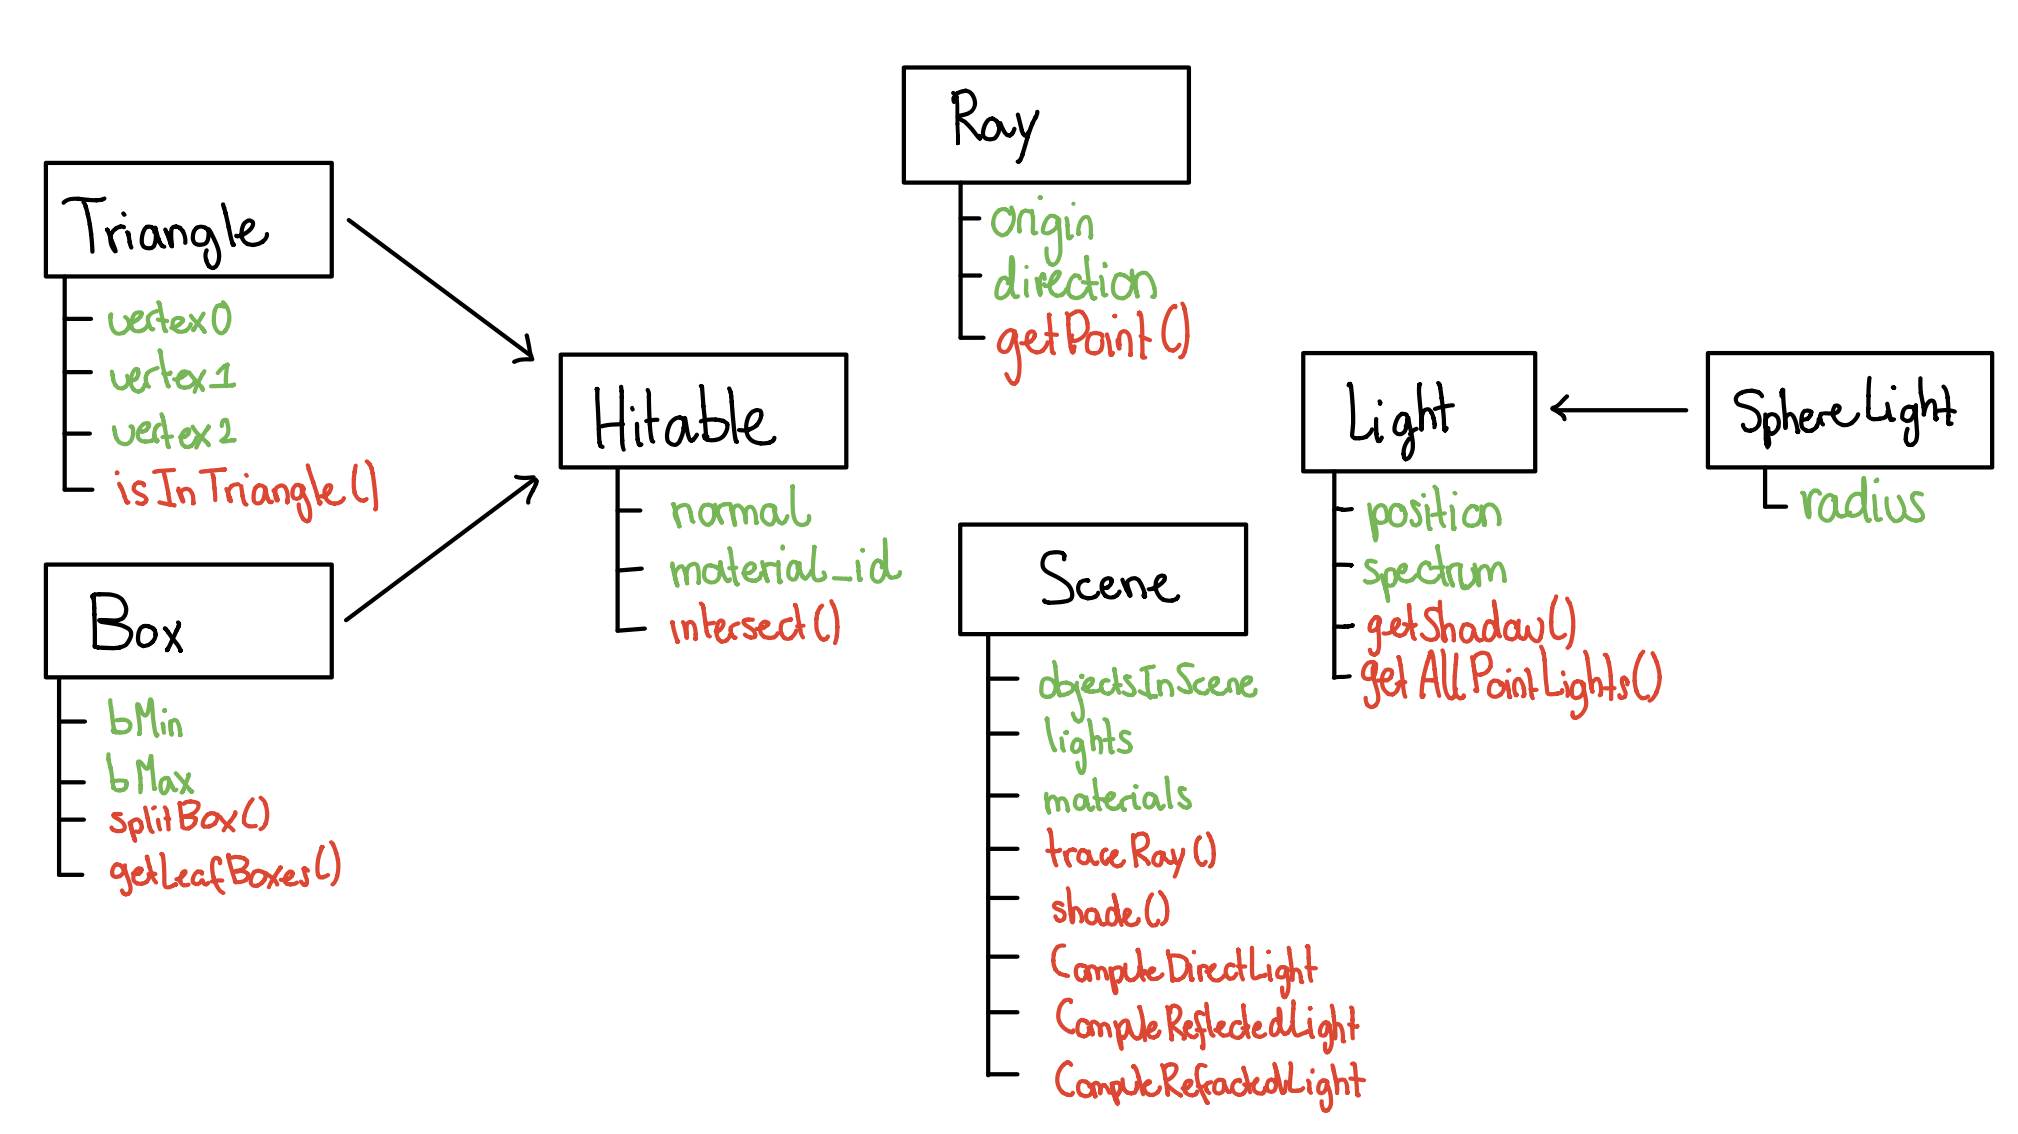 Ray
origin
direction
getPoint()
Triangle
vertex0
vertex1
vertex2
isInTriangle()
Box
bMin
bMax
splitBox()
getLeafBoxes()
Hitable
normal
material_id
intersect()
Scene
objectsInScene
lights
materials
traceRay()
shade()
ComputeDirectLight
ComputeReflectedLight
ComputeRefractedLight
Light
position
spectrum
getShadow()
getAllPointLights()
SphereLight
radius